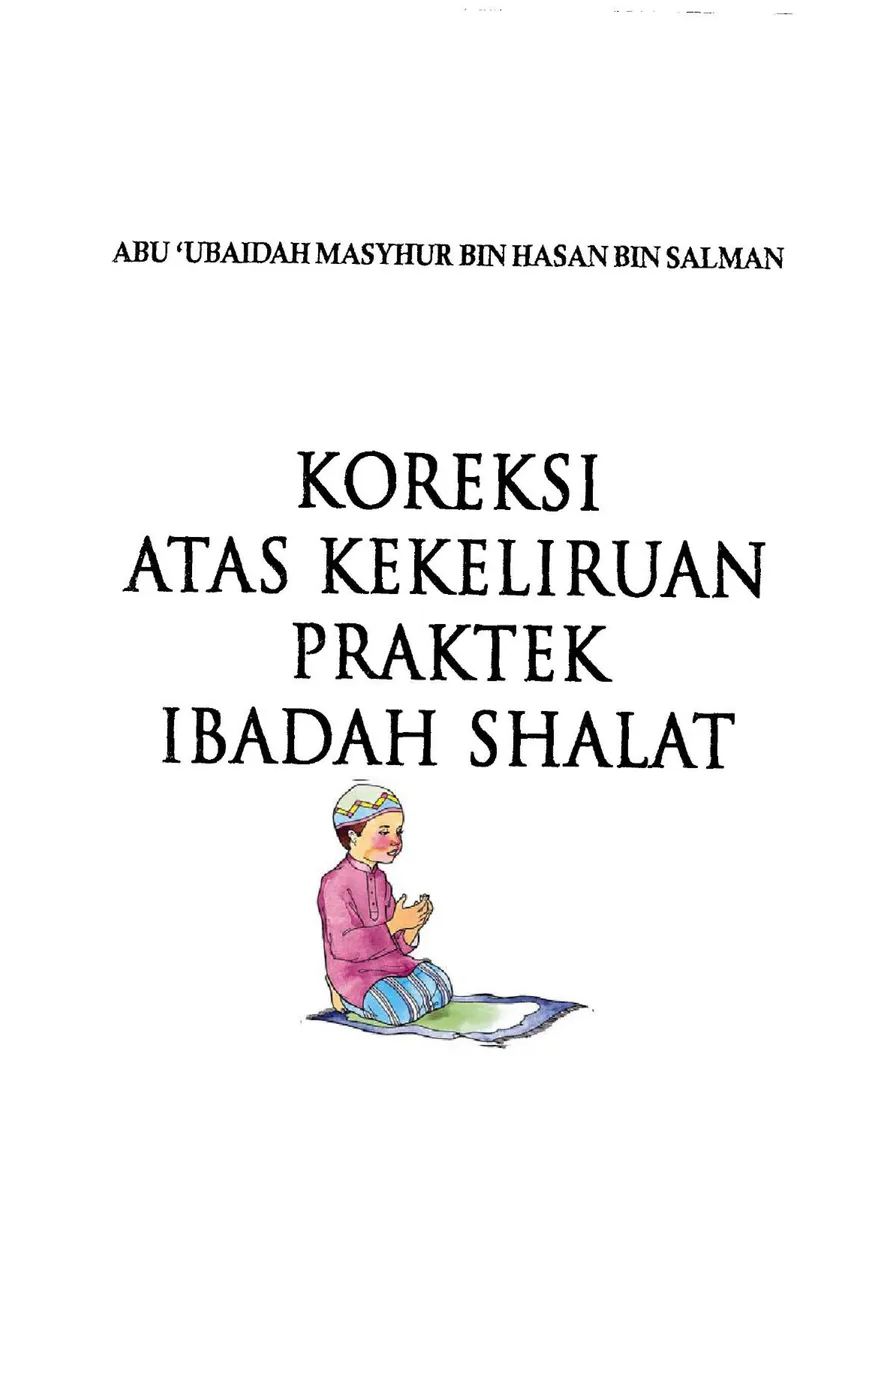 ABU ‘UBAIDAH MASYHUR BIN HASAN BIN SALMAN
KOREKSI
ATAS KEKELIRUAN
PRAKTEK
IBADAH SHALAT